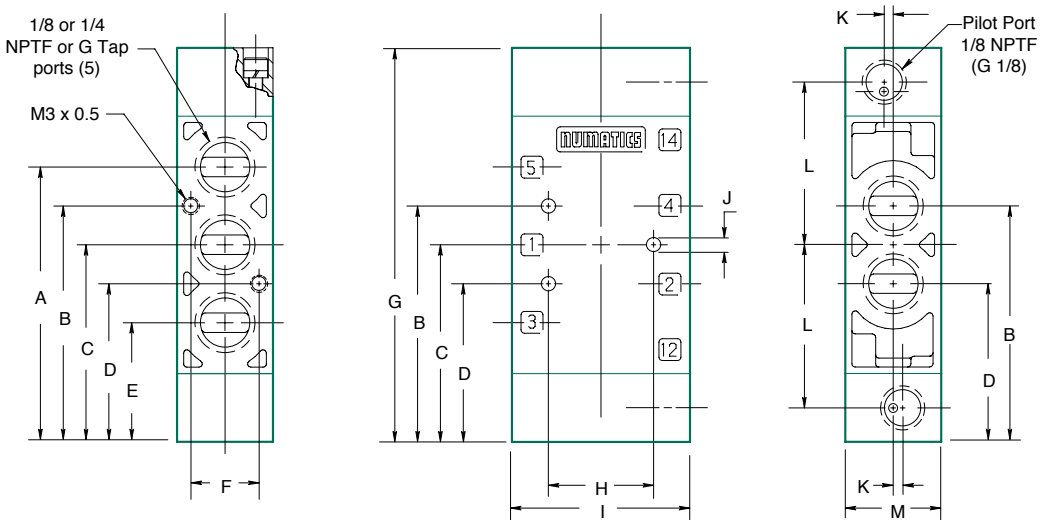 1/8 or 1/4
NPTF or G Tap
ports (5)
M3 x 0.5
A
B
C
D
E
F
NUMATICS
14
5
4
J
1
2
3
12
G
B
C
D
H
I
K
Pilot Port
1/8 NPTF
(G 1/8)
L
L
B
D
K
M